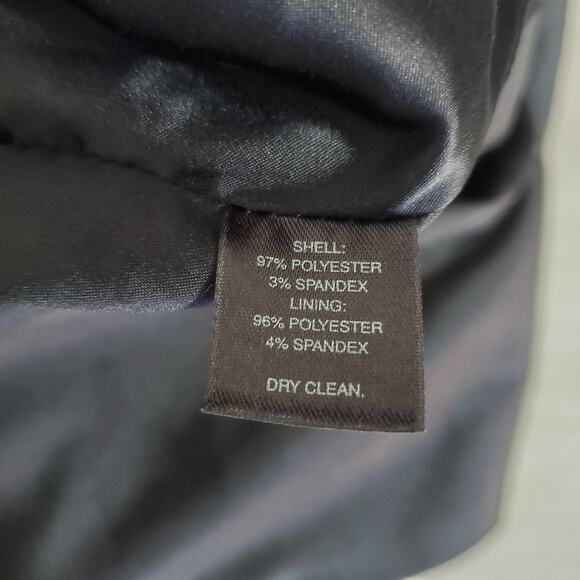 SHELL:
97% POLYESTER
3% SPANDEX
LINING:
96% POLYESTER
4% SPANDEX
DRY CLEAN.